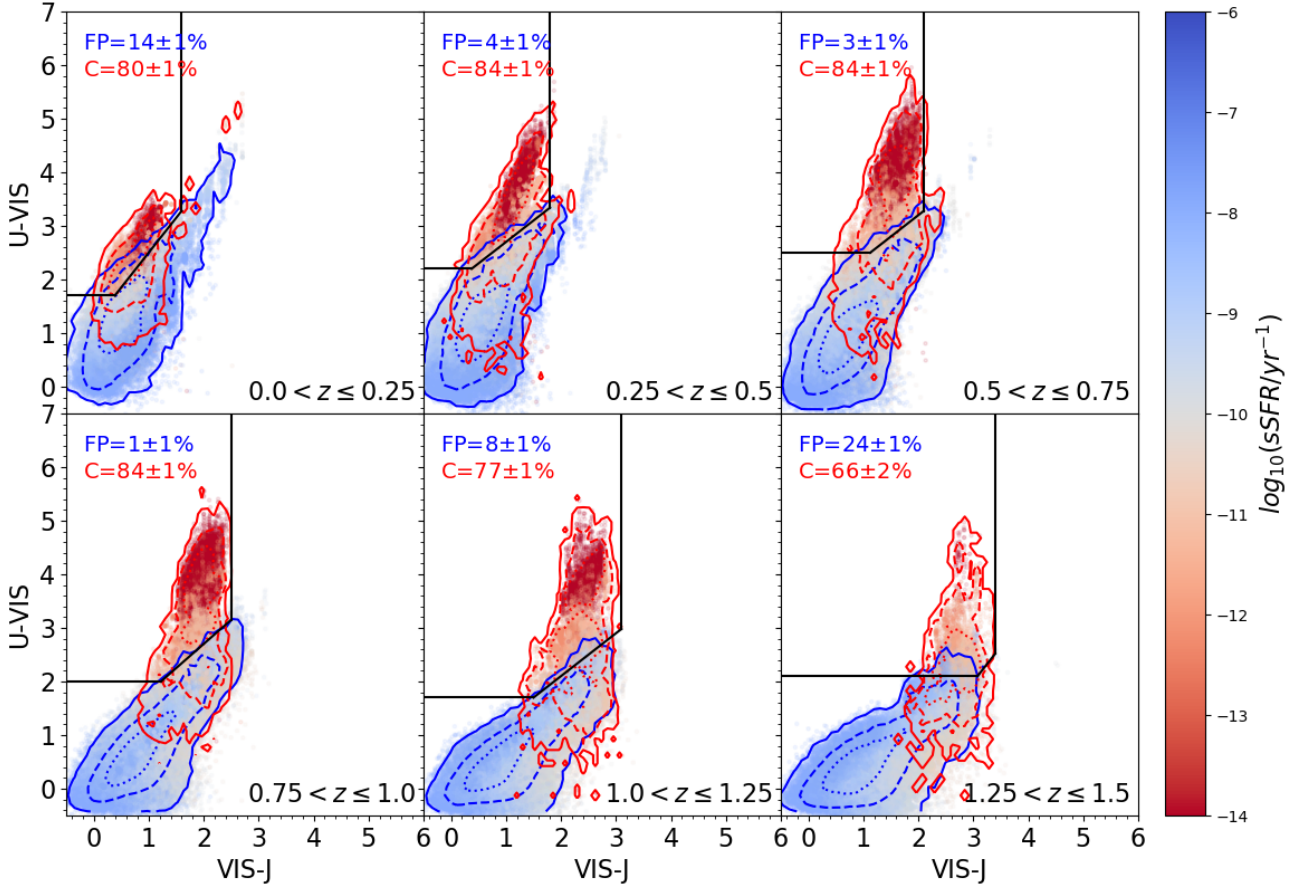 7
6
5
4
3
2
1
0
U-VIS
FP=14±1%
C=80±1%
0.0 < z ≤ 0.25
FP=4±1%
C=84±1%
0.25 < z ≤ 0.5
FP=3±1%
C=84±1%
0.5 < z ≤ 0.75
7
6
5
4
3
2
1
0
U-VIS
FP=1±1%
C=84±1%
0.75 < z ≤ 1.0
FP=8±1%
C=77±1%
1.0 < z ≤ 1.25
FP=24±1%
C=66±2%
1.25 < z ≤ 1.5
0 1 2 3 4 5 6
VIS-J
0 1 2 3 4 5 6
VIS-J
0 1 2 3 4 5 6
VIS-J
−6
−7
−8
−9
−10
−11
−12
−13
−14
log₁₀(sSFR/yr⁻¹)